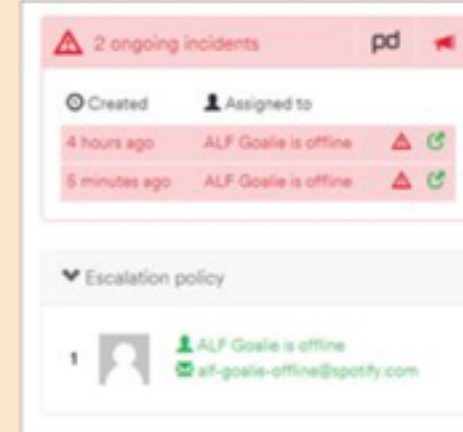 2 ongoing incidents pd
Created Assigned to
4 hours ago ALF Goalie is offline
5 minutes ago ALF Goalie is offline
Escalation policy
1 ALF Goalie is offline
alf-goalie-offline@spotify.com